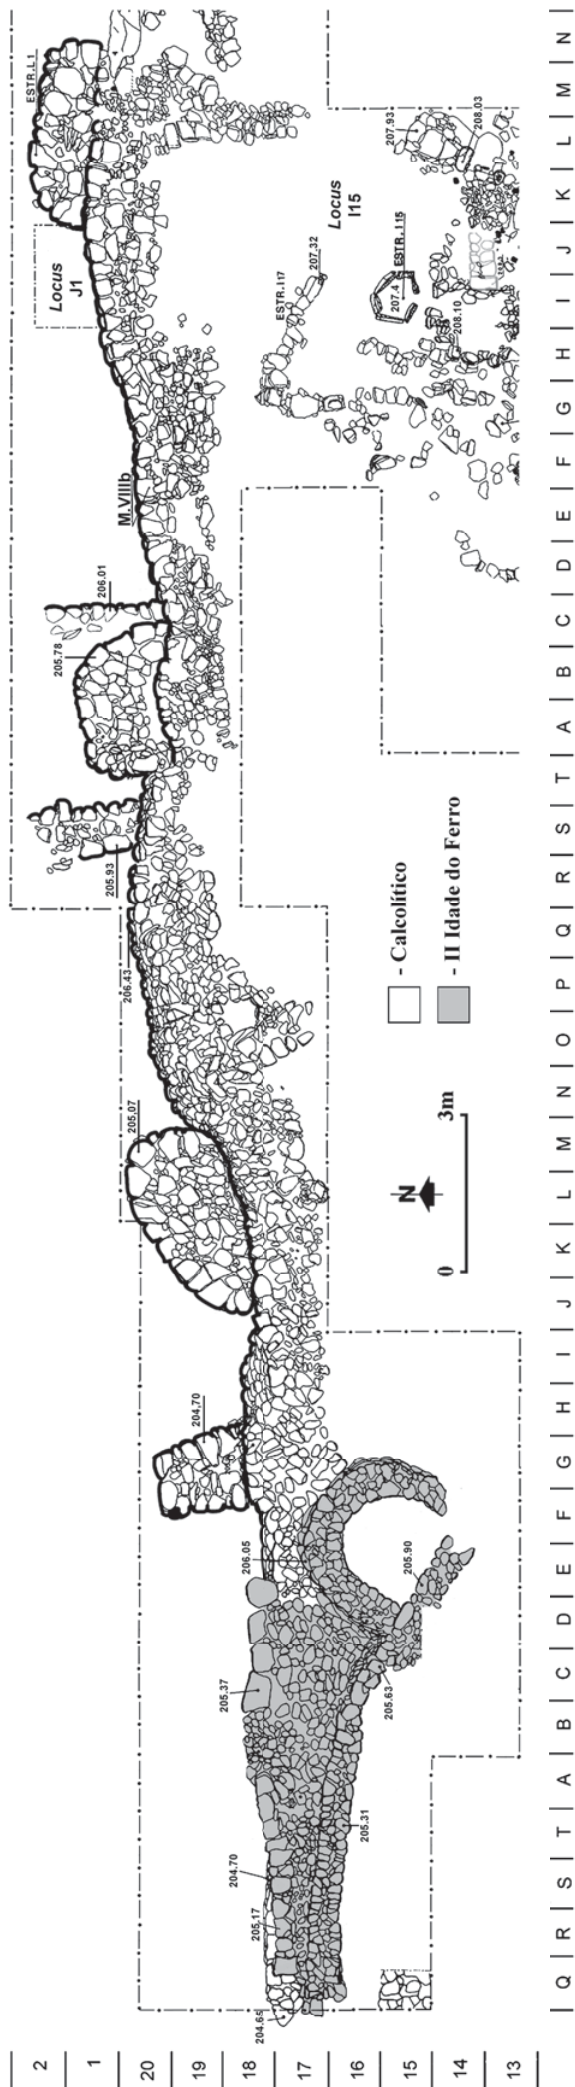 ESTR.L1
Locus
J1
M.VIIIb
206.01
205.78
205.93
206.43
205,07
204,70
206.05
205.37
204.70
205.17
204.65
205.31
205.63
205.90
ESTR.I17
207.32
Locus
I15
ESTR. I 15
207.4
208.10
207.93
208.03
- Calcolítico
- II Idade do Ferro
N
0 3m
2
1
20
19
18
17
16
15
14
13
Q | R | S | T | A | B | C | D | E | F | G | H | I | J | K | L | M | N | O | P | Q | R | S | T | A | B | C | D | E | F | G | H | I | J | K | L | M | N